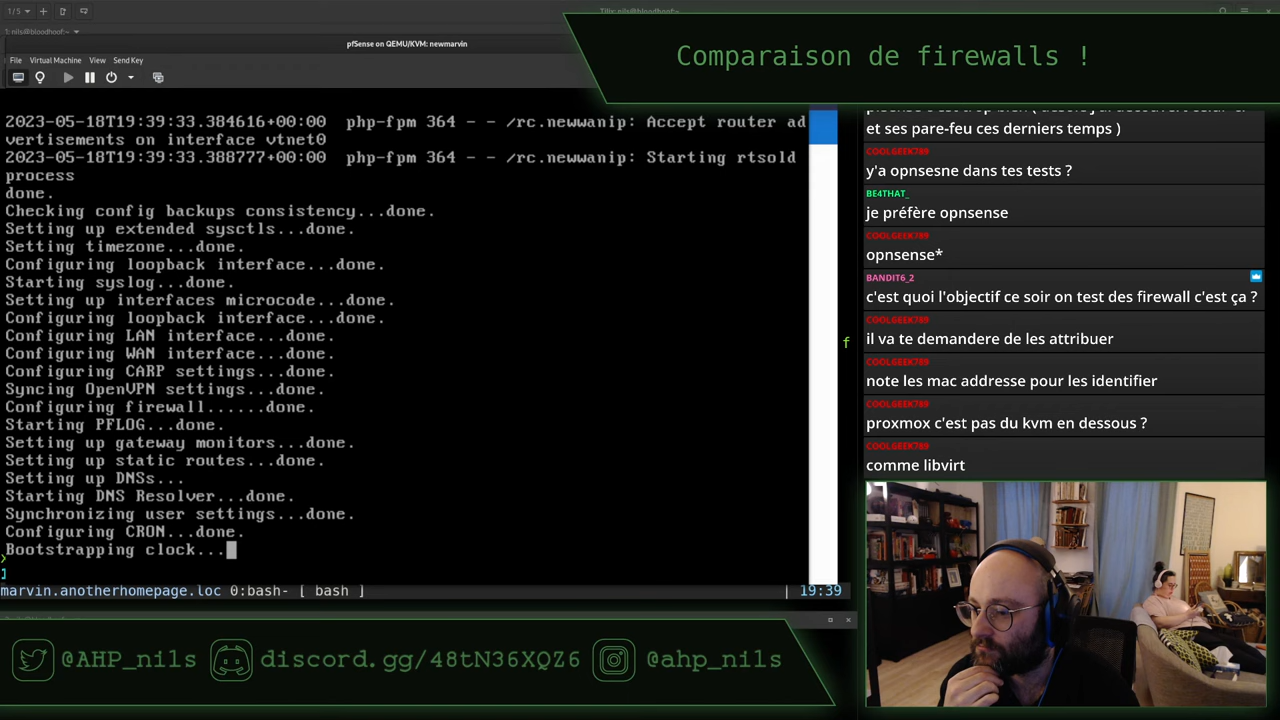 1/5
Tilix: nils@bloodhoof:~
1: nils@bloodhoof:~
pfSense on QEMU/KVM: newmarvin
File Virtual Machine View Send Key
Comparaison de firewalls !
2023-05-18T19:39:33.384616+00:00 php-fpm 364 - - /rc.newwanip: Accept router ad
vertisements on interface vtnet0
2023-05-18T19:39:33.388777+00:00 php-fpm 364 - - /rc.newwanip: Starting rtsold
process
done.
Checking config backups consistency...done.
Setting up extended sysctls...done.
Setting timezone...done.
Configuring loopback interface...done.
Starting syslog...done.
Setting up interfaces microcode...done.
Configuring loopback interface...done.
Configuring LAN interface...done.
Configuring WAN interface...done.
Configuring CARP settings...done.
Syncing OpenVPN settings...done.
Configuring firewall......done.
Starting PFLOG...done.
Setting up gateway monitors...done.
Setting up static routes...done.
Setting up DNSs...
Starting DNS Resolver...done.
Synchronizing user settings...done.
Configuring CRON...done.
Bootstrapping clock...
marvin.anotherhomepage.loc 0:bash- [ bash ] | 19:39
f
et ses pare-feu ces derniers temps )
COOLGEEK789
y'a opnsesne dans tes tests ?
BE4THAT_
je préfère opnsense
COOLGEEK789
opnsense*
BANDIT6_2
c'est quoi l'objectif ce soir on test des firewall c'est ça ?
COOLGEEK789
il va te demandere de les attribuer
COOLGEEK789
note les mac addresse pour les identifier
COOLGEEK789
proxmox c'est pas du kvm en dessous ?
COOLGEEK789
comme libvirt
@AHP_nils discord.gg/48tN36XQZ6 @ahp_nils